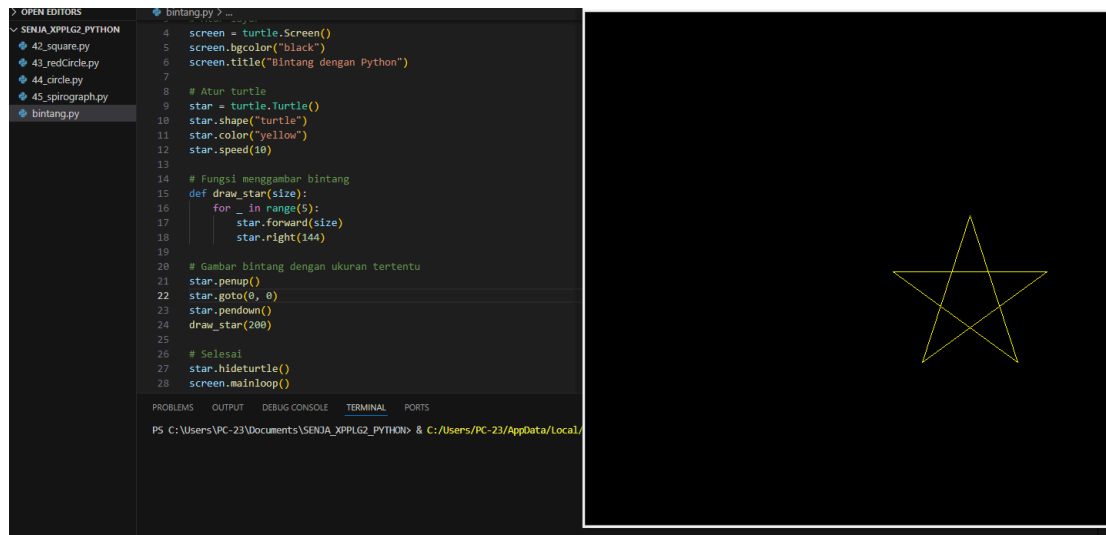 OPEN EDITORS
SENJA_XPPLG2_PYTHON
42_square.py
43_redCircle.py
44_circle.py
45_spirograph.py
bintang.py
bintang.py > ...
4 screen = turtle.Screen()
5 screen.bgcolor("black")
6 screen.title("Bintang dengan Python")
7
8 # Atur turtle
9 star = turtle.Turtle()
10 star.shape("turtle")
11 star.color("yellow")
12 star.speed(10)
13
14 # Fungsi menggambar bintang
15 def draw_star(size):
16 for _ in range(5):
17 star.forward(size)
18 star.right(144)
19
20 # Gambar bintang dengan ukuran tertentu
21 star.penup()
22 star.goto(0, 0)
23 star.pendown()
24 draw_star(200)
25
26 # Selesai
27 star.hideturtle()
28 screen.mainloop()
PROBLEMS OUTPUT DEBUG CONSOLE TERMINAL PORTS
PS C:\Users\PC-23\Documents\SENJA_XPPLG2_PYTHON> & C:/Users/PC-23/AppData/Local/